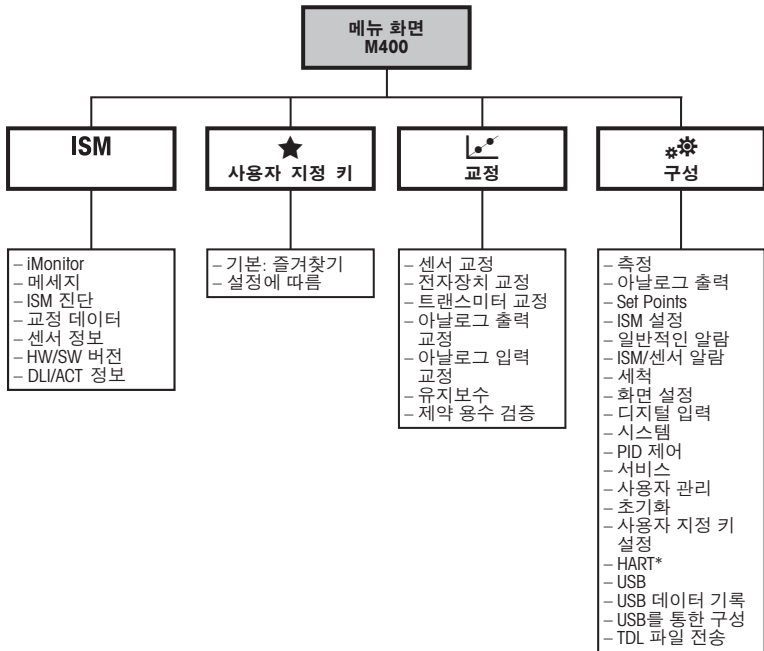 메뉴 화면
M400
ISM
사용자 지정 키
교정
구성
– iMonitor
– 메세지
– ISM 진단
– 교정 데이터
– 센서 정보
– HW/SW 버전
– DLI/ACT 정보
– 기본: 즐겨찾기
– 설정에 따름
– 센서 교정
– 전자장치 교정
– 트랜스미터 교정
– 아날로그 출력
교정
– 아날로그 입력
교정
– 유지보수
– 제약 용수 검증
– 측정
– 아날로그 출력
– Set Points
– ISM 설정
– 일반적인 알람
– ISM/센서 알람
– 세척
– 화면 설정
– 디지털 입력
– 시스템
– PID 제어
– 서비스
– 사용자 관리
– 초기화
– 사용자 지정 키
설정
– HART*
– USB
– USB 데이터 기록
– USB를 통한 구성
– TDL 파일 전송